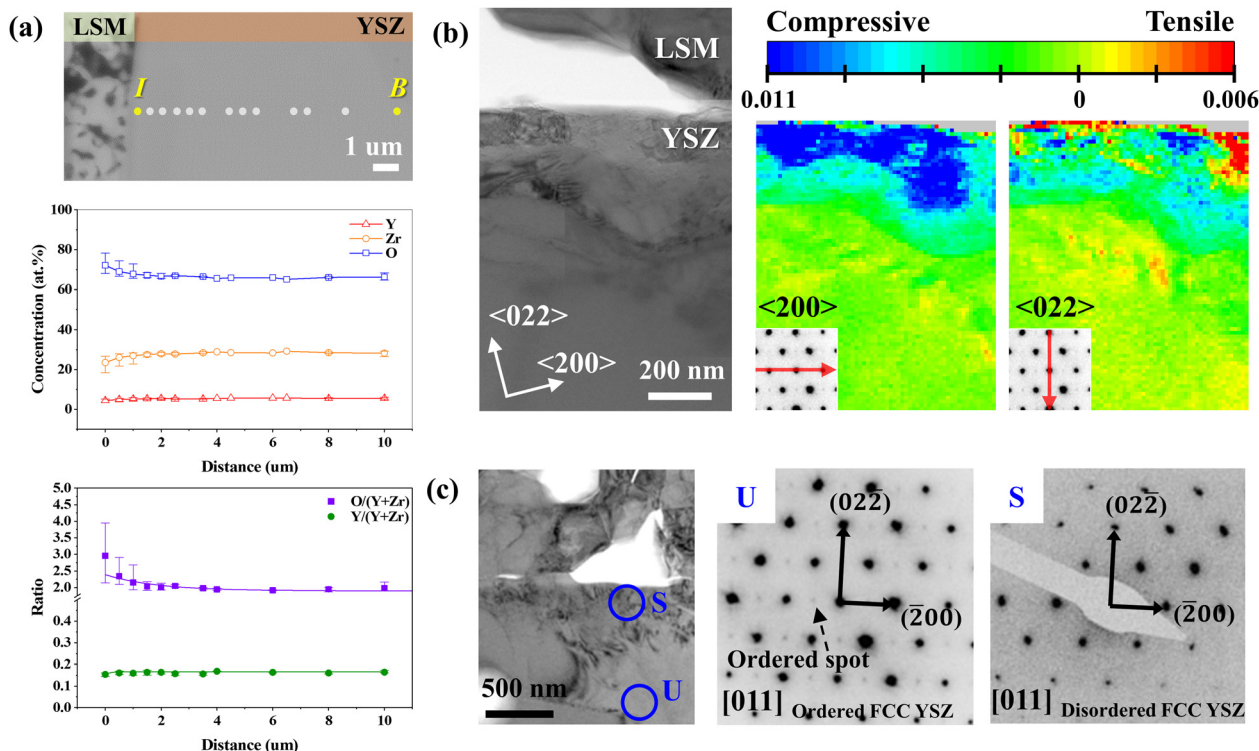 (a)
LSM
YSZ
I
B
1 um
100
80
60
40
20
0
Concentration (at.%)
Y
Zr
O
0
2
4
6
8
10
Distance (um)
5.0
4.5
4.0
3.5
3.0
2.5
2.0
0.4
0.3
0.2
0.1
0.0
Ratio
O/(Y+Zr)
Y/(Y+Zr)
0
2
4
6
8
10
Distance (um)
(b)
LSM
YSZ
<022>
<200>
200 nm
Compressive
Tensile
0.011
0
0.006
<200>
<022>
(c)
S
U
500 nm
U
(022̅)
(2̅00)
Ordered spot
[011] Ordered FCC YSZ
S
(022̅)
(2̅00)
[011] Disordered FCC YSZ